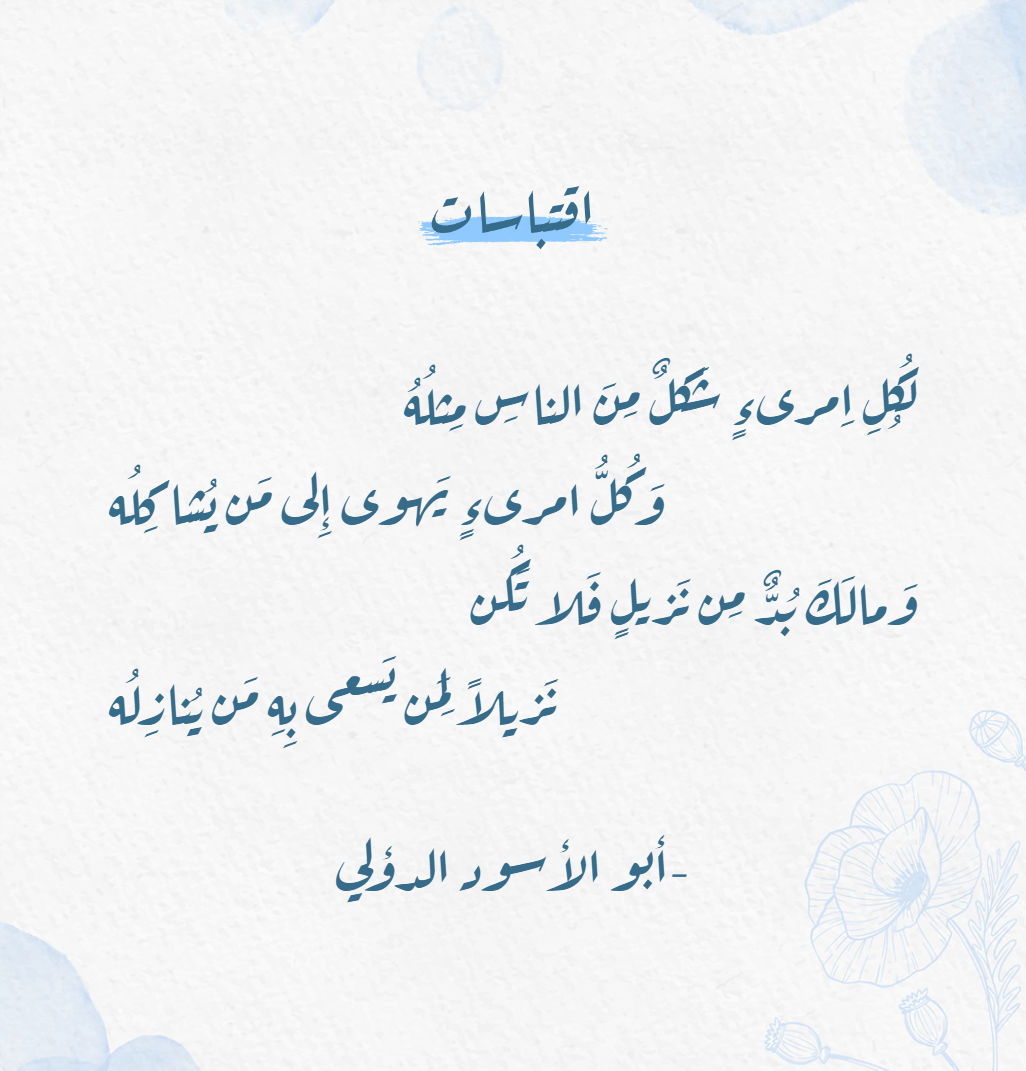 اقتباسات
لَكُلِ اِمرىءٍ شَكلٌ مِنَ الناسِ مِثلُهُ
وَكُلُّ امرىءٍ يَهوى إِلى مَن يُشاكِلُه
وَمالَكَ بُدٌّ مِن نَزيلٍ فَلا تَكُن
نَزيلاً لِمَن يَسعى بِهِ مَن يُنازِلُه
-أبو الأسود الدؤلي